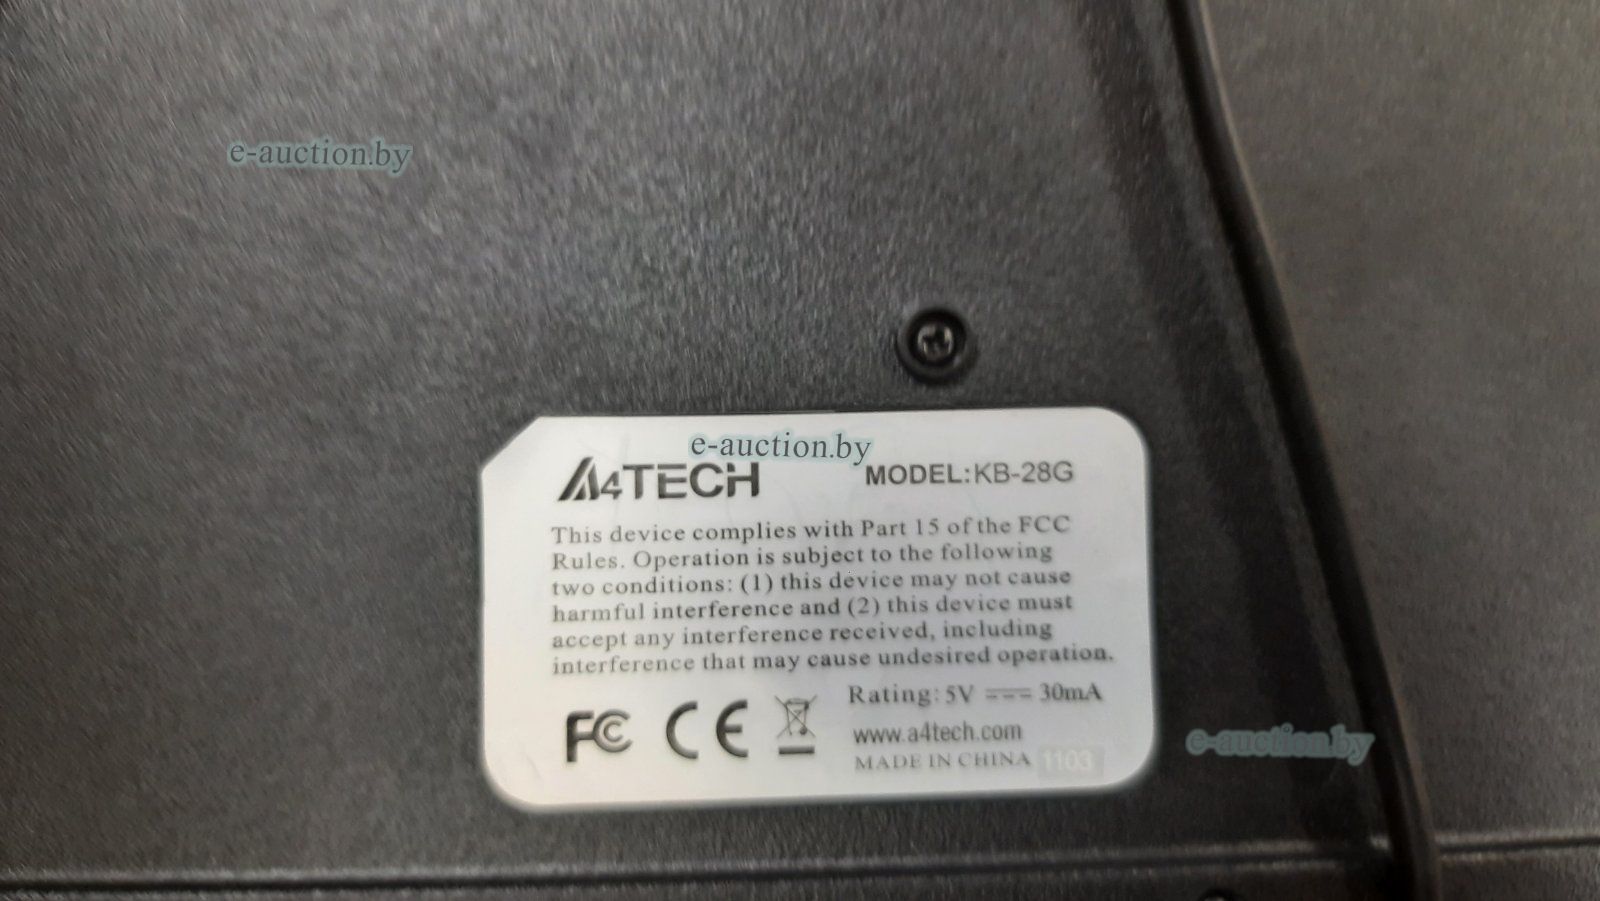 e-auction.by
e-auction.by
A4TECH MODEL:KB-28G
This device complies with Part 15 of the FCC
Rules. Operation is subject to the following
two conditions: (1) this device may not cause
harmful interference and (2) this device must
accept any interference received, including
interference that may cause undesired operation.
Rating: 5V 30mA
FC CE
www.a4tech.com
MADE IN CHINA 1103
e-auction.by